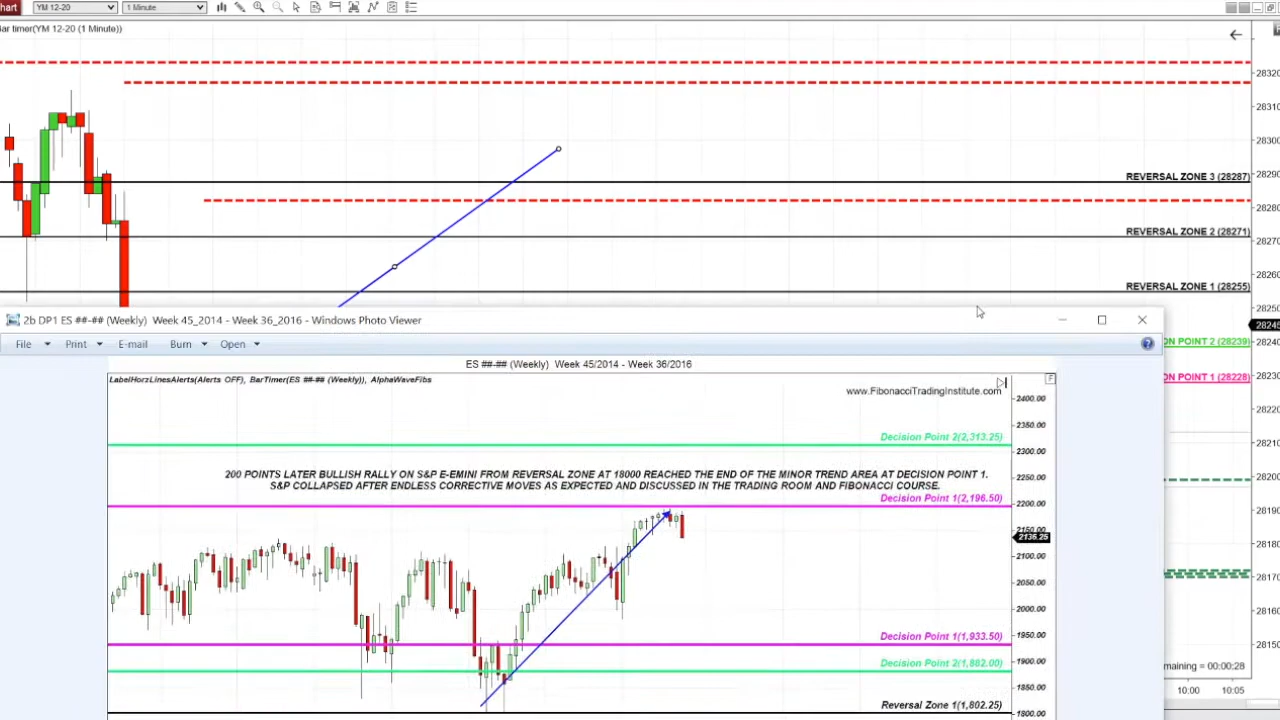 hart YM 12-20 1 Minute
Bar timer(YM 12-20 (1 Minute))
28320
28310
28300
REVERSAL ZONE 3 (28287)
28290
28280
REVERSAL ZONE 2 (28271)
28270
REVERSAL ZONE 1 (28255)
28260
28250
28245
ON POINT 2 (28239)
28240
ON POINT 1 (28228)
28230
28220
28210
28200
28190
28180
28170
28160
28150
maining = 00:00:28
10:00 10:05
2b DP1 ES ##-## (Weekly) Week 45_2014 - Week 36_2016 - Windows Photo Viewer
File Print E-mail Burn Open
ES ##-## (Weekly) Week 45/2014 - Week 36/2016
LabelHorzLinesAlerts(Alerts OFF), BarTimer(ES ##-## (Weekly)), AlphaWaveFibs
F
www.FibonacciTradingInstitute.com
2400.00
2350.00
Decision Point 2(2,313.25)
2300.00
200 POINTS LATER BULLISH RALLY ON S&P E-EMINI FROM REVERSAL ZONE AT 18000 REACHED THE END OF THE MINOR TREND AREA AT DECISION POINT 1.
2250.00
S&P COLLAPSED AFTER ENDLESS CORRECTIVE MOVES AS EXPECTED AND DISCUSSED IN THE TRADING ROOM AND FIBONACCI COURSE.
Decision Point 1(2,196.50)
2200.00
2150.00
2136.25
2100.00
2050.00
2000.00
1950.00
Decision Point 1(1,933.50)
1900.00
Decision Point 2(1,882.00)
1850.00
Reversal Zone 1(1,802.25)
1800.00